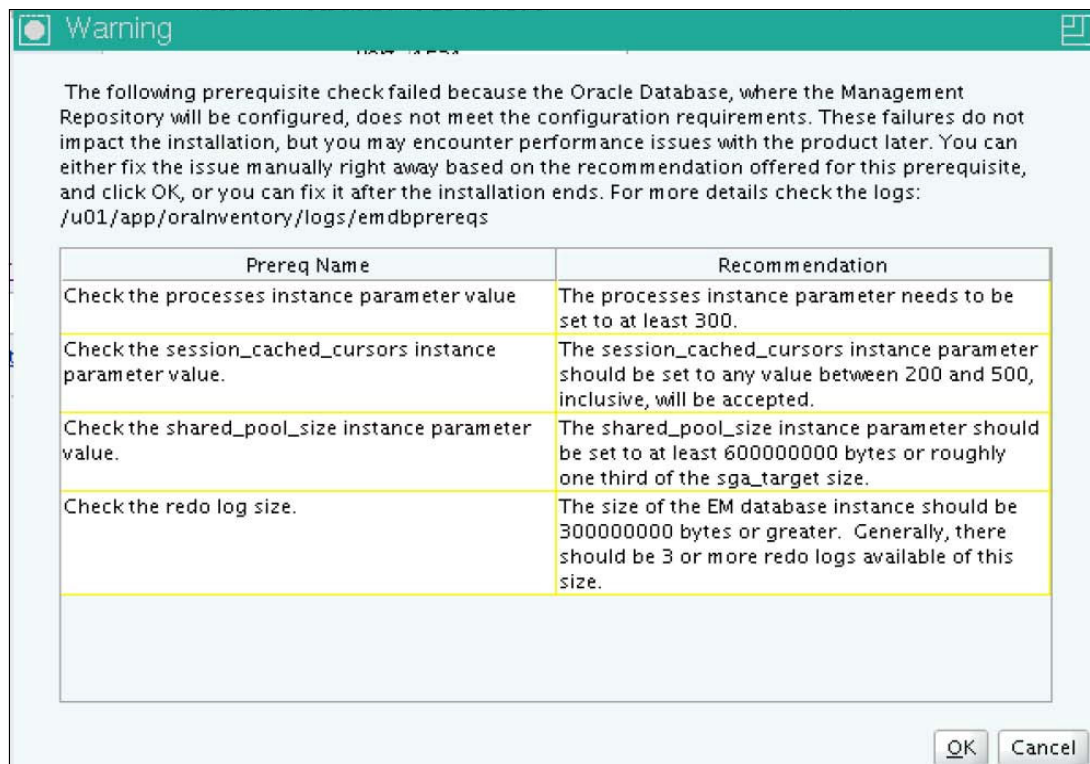 Warning
The following prerequisite check failed because the Oracle Database, where the Management
Repository will be configured, does not meet the configuration requirements. These failures do not
impact the installation, but you may encounter performance issues with the product later. You can
either fix the issue manually right away based on the recommendation offered for this prerequisite,
and click OK, or you can fix it after the installation ends. For more details check the logs:
/u01/app/oraInventory/logs/emdbprereqs
Prereq Name
Recommendation
Check the processes instance parameter value
The processes instance parameter needs to be
set to at least 300.
Check the session_cached_cursors instance
parameter value.
The session_cached_cursors instance parameter
should be set to any value between 200 and 500,
inclusive, will be accepted.
Check the shared_pool_size instance parameter
value.
The shared_pool_size instance parameter should
be set to at least 600000000 bytes or roughly
one third of the sga_target size.
Check the redo log size.
The size of the EM database instance should be
300000000 bytes or greater. Generally, there
should be 3 or more redo logs available of this
size.
OK
Cancel